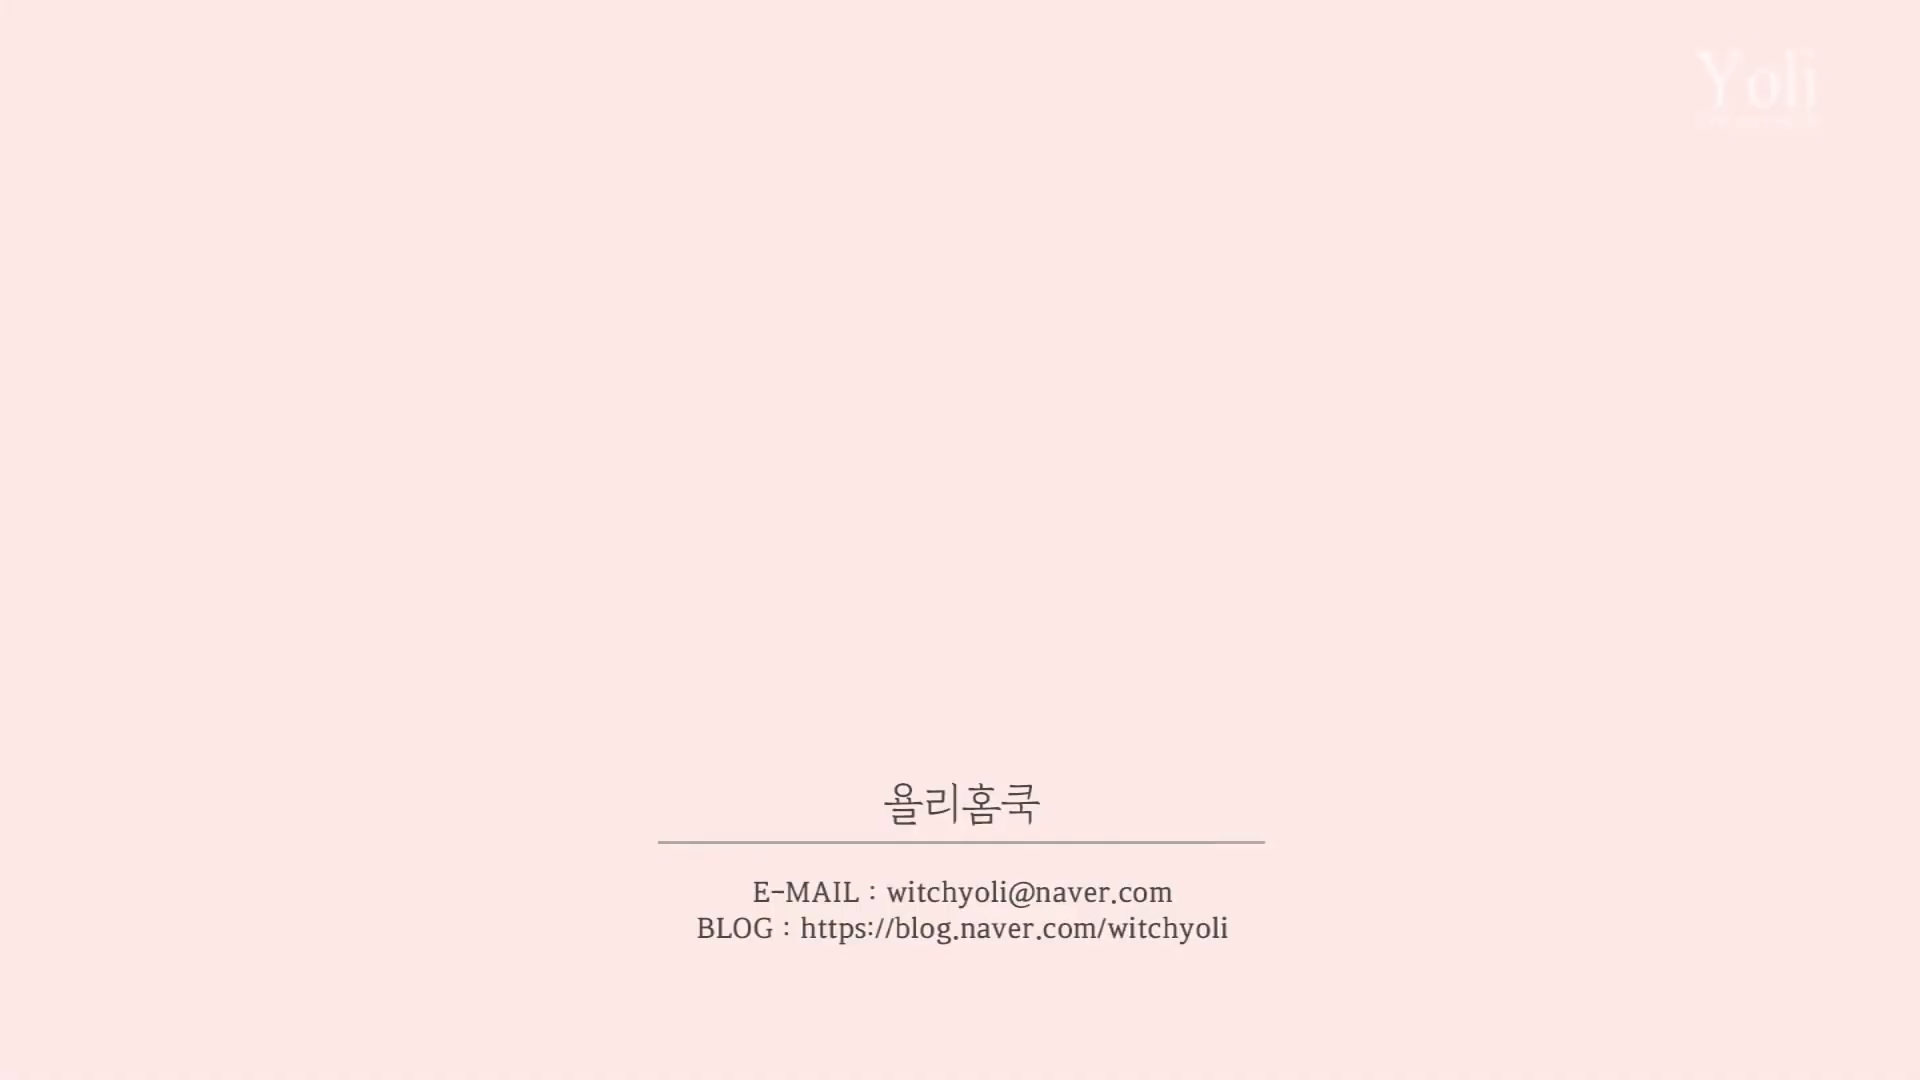 Yoli
욜리홈쿡
E-MAIL : witchyoli@naver.com
BLOG : https://blog.naver.com/witchyoli